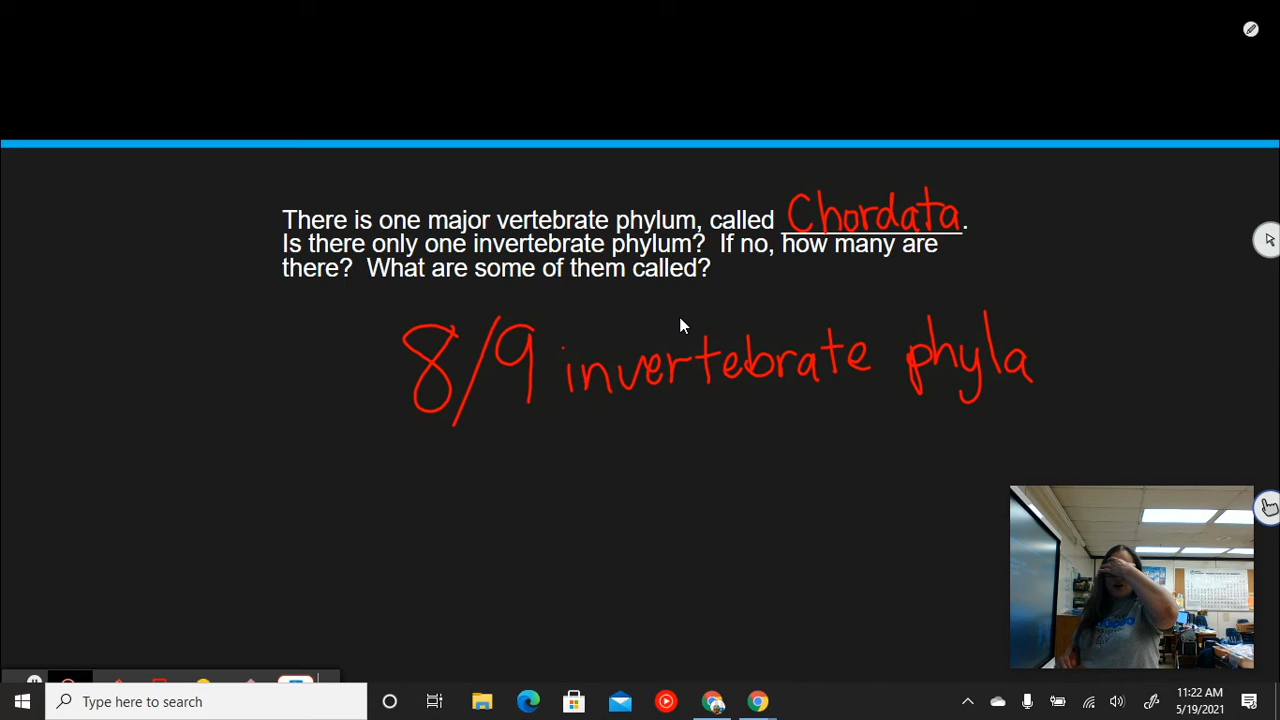 There is one major vertebrate phylum, called Chordata.
Is there only one invertebrate phylum? If no, how many are
there? What are some of them called?
8/9 invertebrate phyla
Type here to search
11:22 AM
5/19/2021